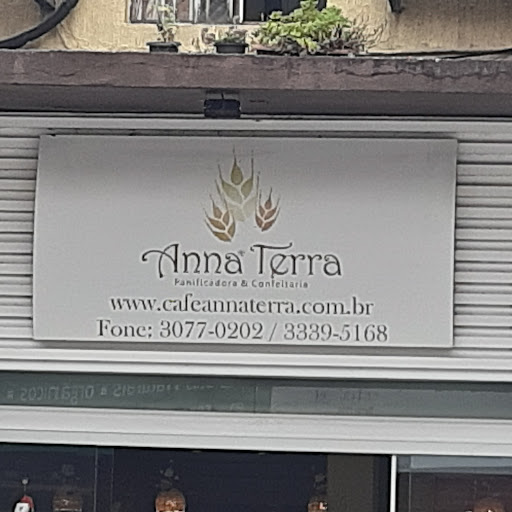 Anna Terra
Panificadora & Confeitaria
www.cafeannaterra.com.br
Fone: 3077-0202 / 3339-5168